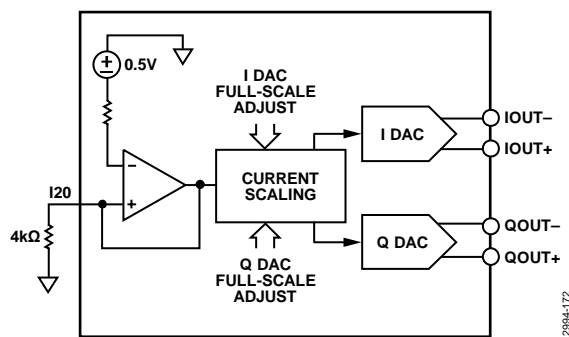 0.5V
I DAC
FULL-SCALE
ADJUST
I DAC
IOUT–
IOUT+
I20
–
+
CURRENT
SCALING
4kΩ
Q DAC
QOUT–
QOUT+
Q DAC
FULL-SCALE
ADJUST
2994-172